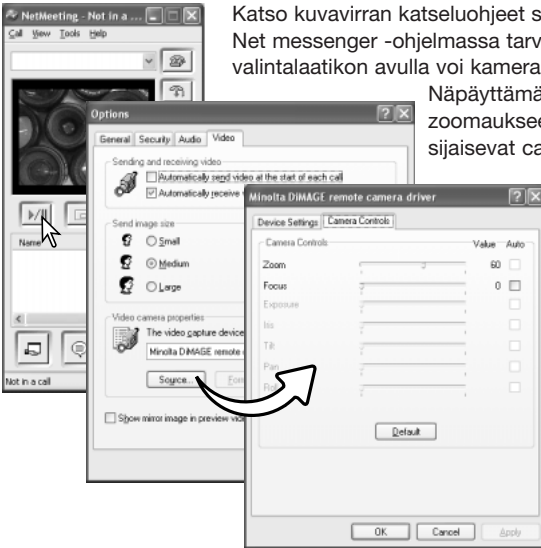 NetMeeting - Not in a ...
Call View Tools Help
Name
Not in a call
Katso kuvavirran katseluohjeet s
Net messenger -ohjelmassa tarv
valintalaatikon avulla voi kamera
Näpäyttämä
zoomauksee
sijaisevat ca
Options
General Security Audio Video
Sending and receiving video
Automatically send video at the start of each call
Automatically receive
Send image size
Small
Medium
Large
Video camera properties
The video capture device
Minolta DiMAGE remote
Source...
Show mirror image in preview
Minolta DiMAGE remote camera driver
Device Settings Camera Controls
Camera Controls Value Auto
Zoom 60
Focus 0
Exposure
Iris
Tilt
Pan
Roll
Default
OK Cancel Apply